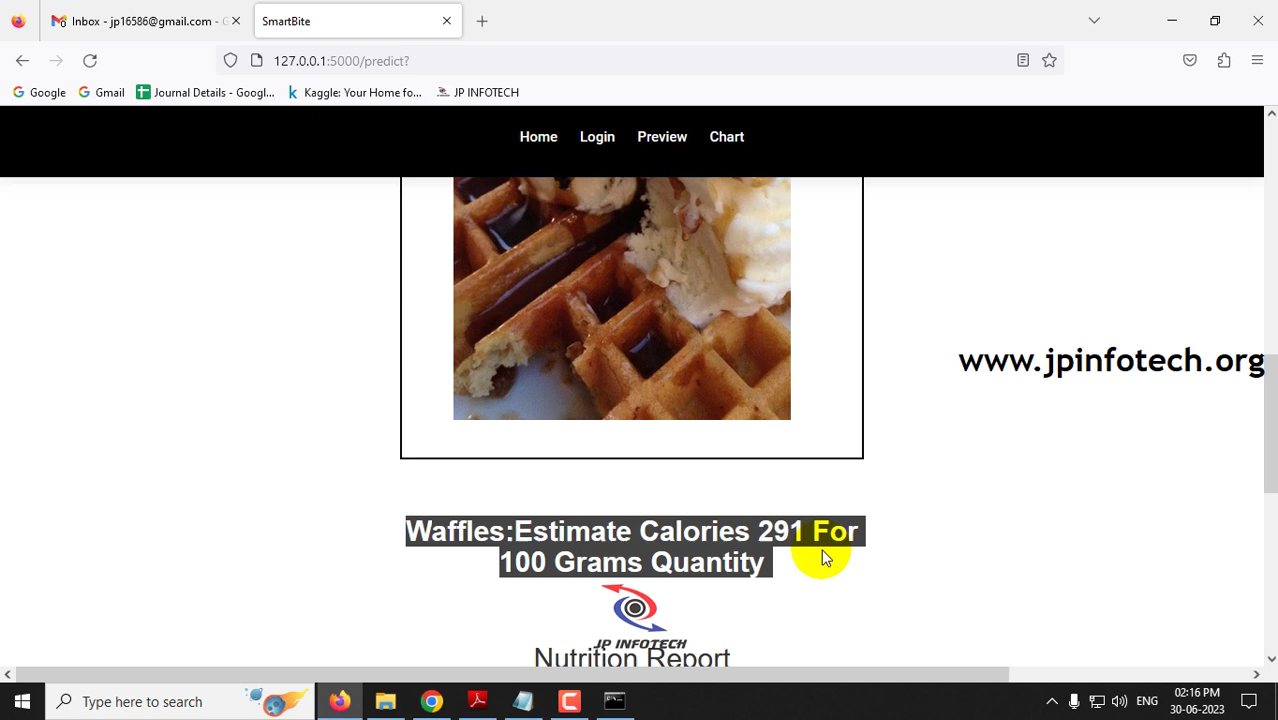 Inbox - jp16586@gmail.com - G
SmartBite
127.0.0.1:5000/predict?
Google
Gmail
Journal Details - Googl...
Kaggle: Your Home fo...
JP INFOTECH
Home
Login
Preview
Chart
www.jpinfotech.org
Waffles:Estimate Calories 291 For
100 Grams Quantity
JP INFOTECH
Nutrition Report
Type here to search
ENG
02:16 PM
30-06-2023